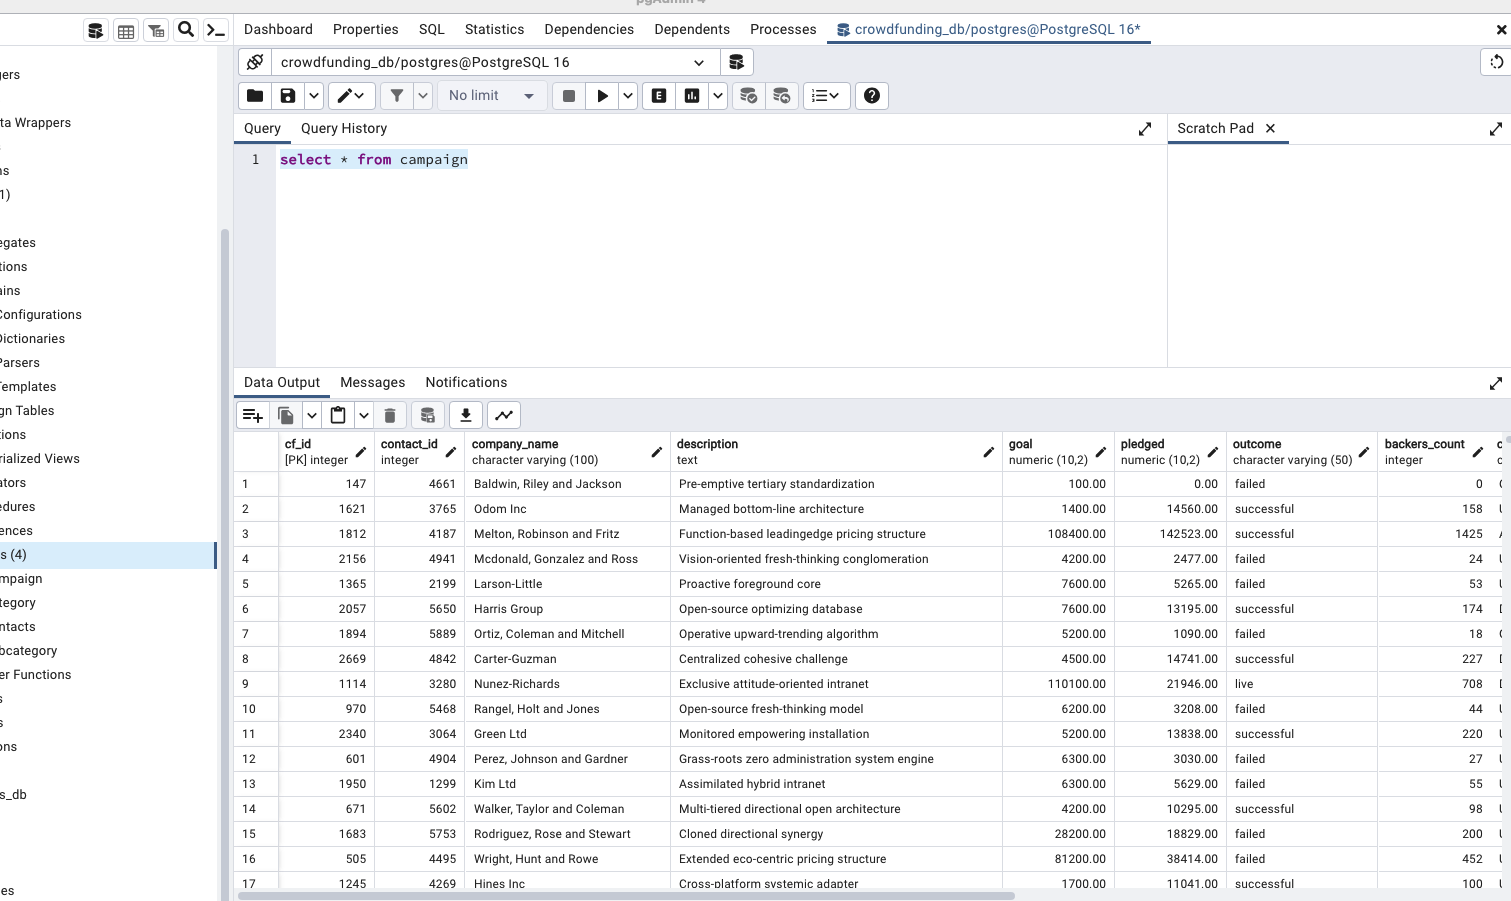 pgAdmin 4
Dashboard Properties SQL Statistics Dependencies Dependents Processes crowdfunding_db/postgres@PostgreSQL 16*
crowdfunding_db/postgres@PostgreSQL 16
No limit
E
Query Query History
Scratch Pad
1 select * from campaign
gers
ta Wrappers
s
ns
1)
egates
tions
ains
Configurations
Dictionaries
Parsers
Templates
gn Tables
tions
rialized Views
ators
edures
ences
s (4)
mpaign
tegory
ntacts
bcategory
er Functions
s
s
ons
s_db
es
Data Output Messages Notifications
cf_id contact_id company_name description goal pledged outcome backers_count c
[PK] integer integer character varying (100) text numeric (10,2) numeric (10,2) character varying (50) integer c
1 147 4661 Baldwin, Riley and Jackson Pre-emptive tertiary standardization 100.00 0.00 failed 0
2 1621 3765 Odom Inc Managed bottom-line architecture 1400.00 14560.00 successful 158
3 1812 4187 Melton, Robinson and Fritz Function-based leadingedge pricing structure 108400.00 142523.00 successful 1425
4 2156 4941 Mcdonald, Gonzalez and Ross Vision-oriented fresh-thinking conglomeration 4200.00 2477.00 failed 24
5 1365 2199 Larson-Little Proactive foreground core 7600.00 5265.00 failed 53
6 2057 5650 Harris Group Open-source optimizing database 7600.00 13195.00 successful 174
7 1894 5889 Ortiz, Coleman and Mitchell Operative upward-trending algorithm 5200.00 1090.00 failed 18
8 2669 4842 Carter-Guzman Centralized cohesive challenge 4500.00 14741.00 successful 227
9 1114 3280 Nunez-Richards Exclusive attitude-oriented intranet 110100.00 21946.00 live 708
10 970 5468 Rangel, Holt and Jones Open-source fresh-thinking model 6200.00 3208.00 failed 44
11 2340 3064 Green Ltd Monitored empowering installation 5200.00 13838.00 successful 220
12 601 4904 Perez, Johnson and Gardner Grass-roots zero administration system engine 6300.00 3030.00 failed 27
13 1950 1299 Kim Ltd Assimilated hybrid intranet 6300.00 5629.00 failed 55
14 671 5602 Walker, Taylor and Coleman Multi-tiered directional open architecture 4200.00 10295.00 successful 98
15 1683 5753 Rodriguez, Rose and Stewart Cloned directional synergy 28200.00 18829.00 failed 200
16 505 4495 Wright, Hunt and Rowe Extended eco-centric pricing structure 81200.00 38414.00 failed 452
17 1245 4269 Hines Inc Cross-platform systemic adapter 1700.00 11041.00 successful 100